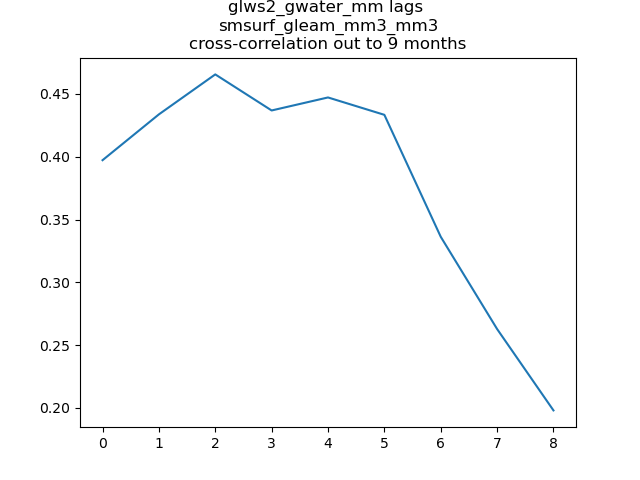 glws2_gwater_mm lags
smsurf_gleam_mm3_mm3
cross-correlation out to 9 months
0.45
0.40
0.35
0.30
0.25
0.20
0 1 2 3 4 5 6 7 8